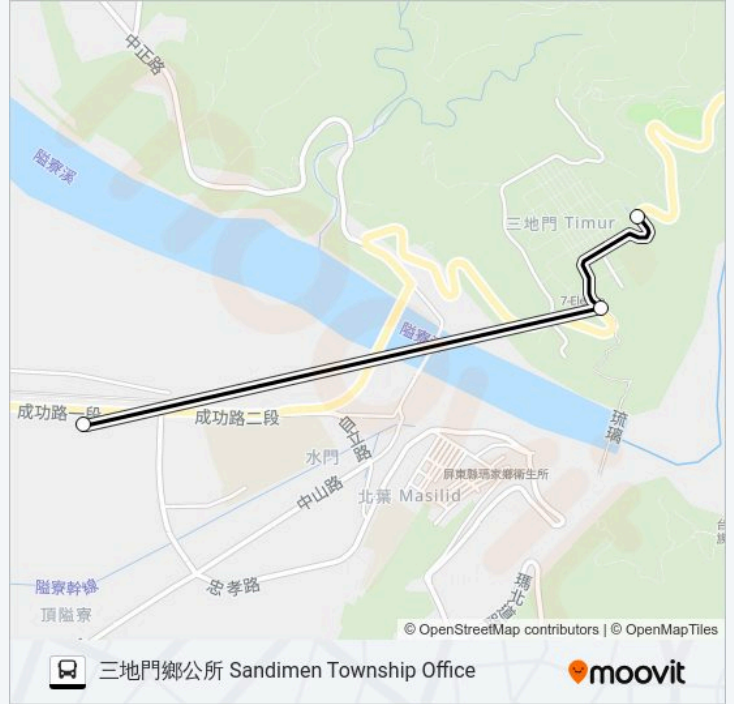 中正路
隘寮溪
三地門 Timur
7-Ele
隘寮
成功路一段
成功路二段
自立路
琉璃
水門
屏東縣瑪家鄉衛生所
中山路
北葉 Masilid
忠孝路
隘寮幹線
頂隘寮
瑪北道
© OpenStreetMap contributors | © OpenMapTiles
三地門鄉公所 Sandimen Township Office
moovit